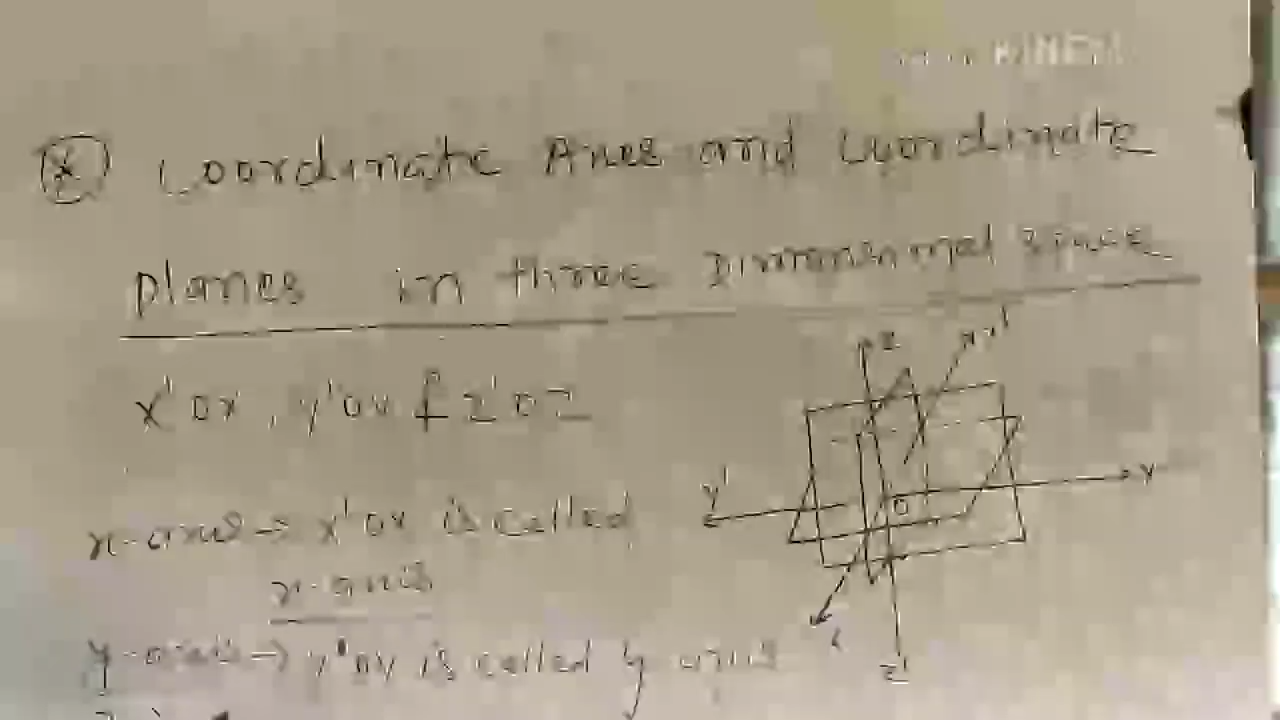 KINEM
Coordinate Axes and Coordinate
planes in three Dimensional space
x'ox, y'oy & z'oz
z
x'
y'
o
y
z'
x-axis → x'ox is called
x-axis
y-axis → y'oy is called y axis